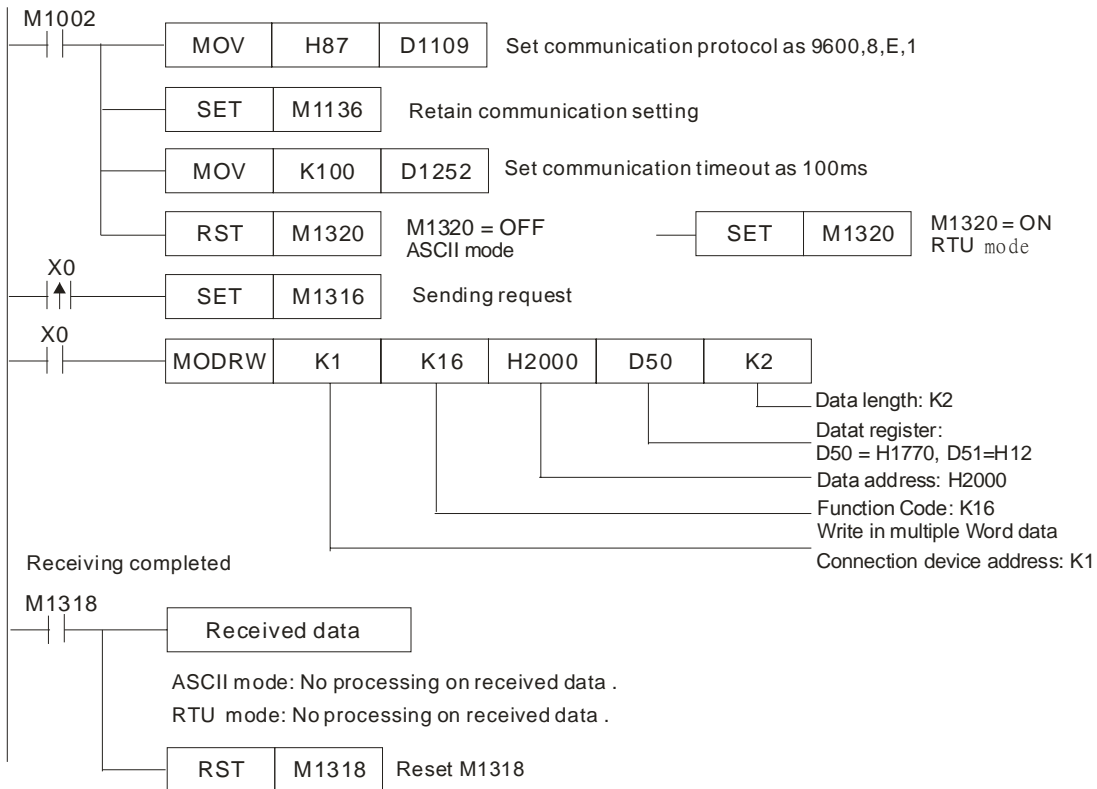 M1002
MOV H87 D1109 Set communication protocol as 9600,8,E,1
SET M1136 Retain communication setting
MOV K100 D1252 Set communication timeout as 100ms
RST M1320 M1320 = OFF
ASCII mode
SET M1320 M1320 = ON
RTU mode
X0
SET M1316 Sending request
X0
MODRW K1 K16 H2000 D50 K2
Data length: K2
Datat register:
D50 = H1770, D51=H12
Data address: H2000
Function Code: K16
Write in multiple Word data
Connection device address: K1
Receiving completed
M1318
Received data
ASCII mode: No processing on received data .
RTU mode: No processing on received data .
RST M1318 Reset M1318